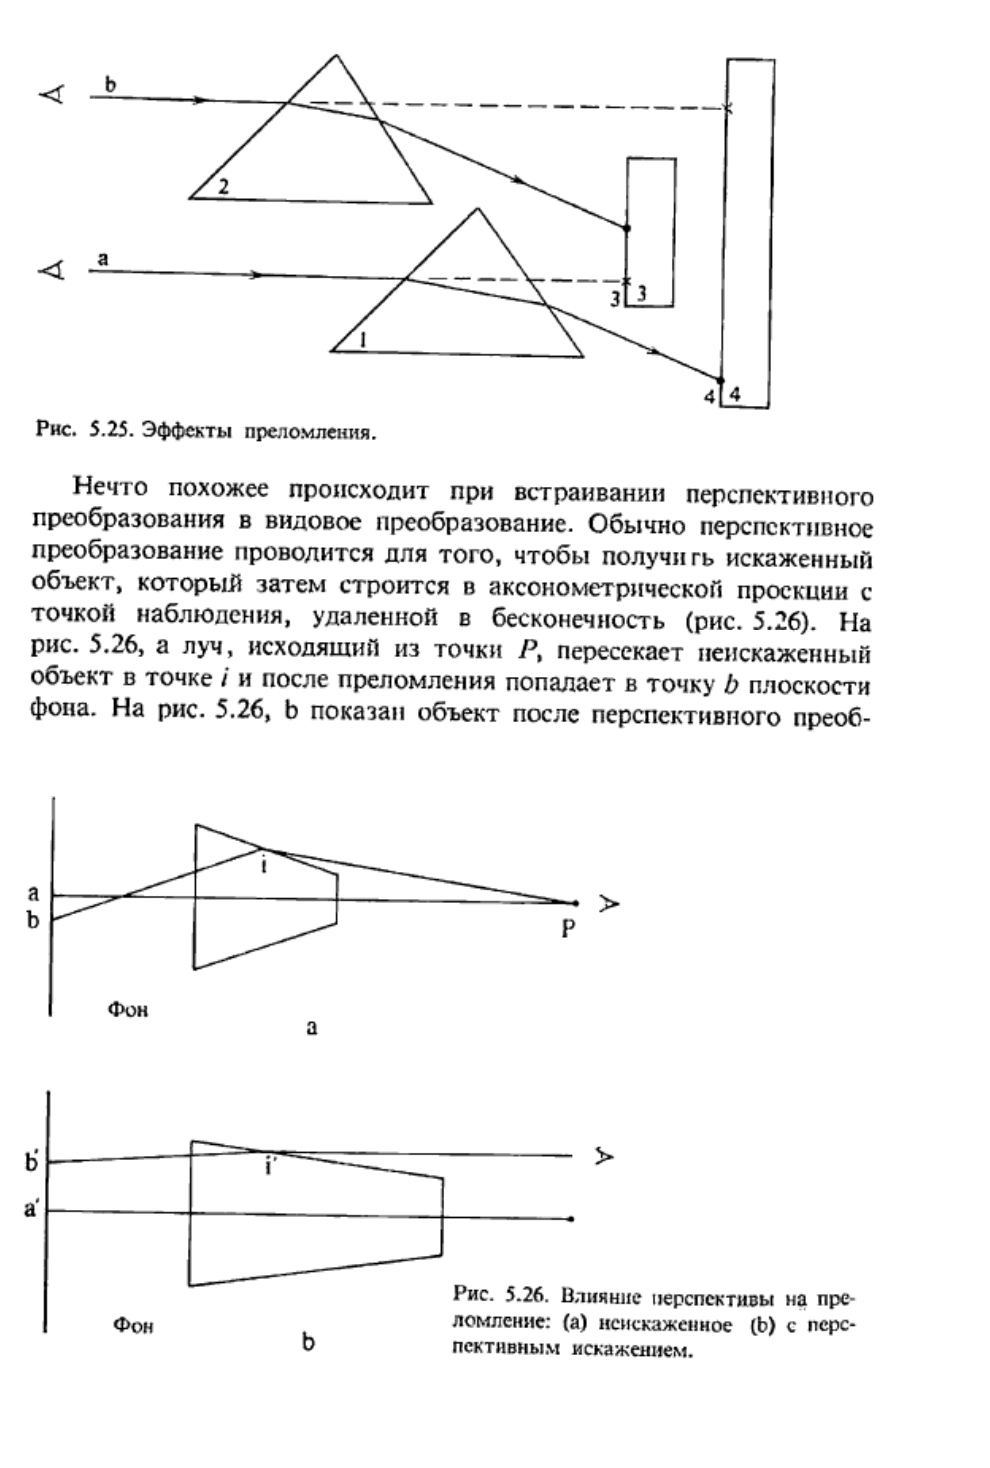 b
2
a
3 3
1
4 4
Рис. 5.25. Эффекты преломления.
Нечто похожее происходит при встраивании перспективного
преобразования в видовое преобразование. Обычно перспективное
преобразование проводится для того, чтобы получить искаженный
объект, который затем строится в аксонометрической проекции с
точкой наблюдения, удаленной в бесконечность (рис. 5.26). На
рис. 5.26, а луч, исходящий из точки P, пересекает неискаженный
объект в точке i и после преломления попадает в точку b плоскости
фона. На рис. 5.26, b показан объект после перспективного преоб-
i
a
b
P
Фон
a
b'
i'
a'
Фон
b
Рис. 5.26. Влияние перспективы на пре-
ломление: (a) неискаженное (b) с перс-
пективным искажением.